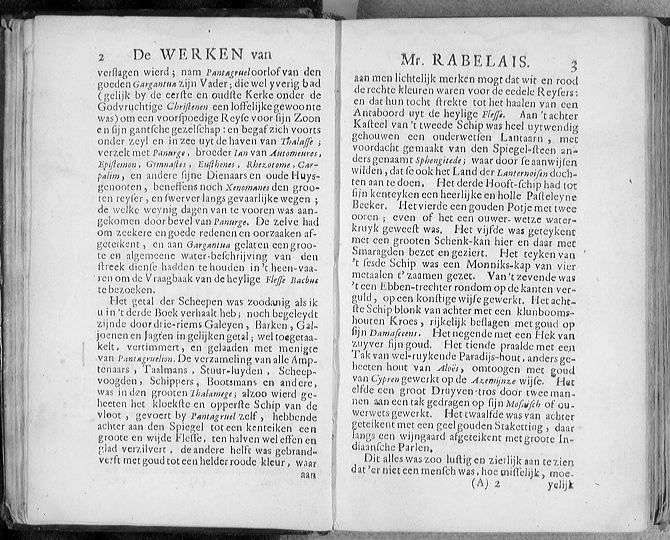 2 De WERKEN van
verslagen wierd; nam Pantagruel oorlof van den
goeden Gargantua zijn Vader; die wel yverig bad
(gelijk by de eerste en oudste Kerke onder de
Godvruchtige Christenen een loffelijke gewoonte
was) om een voorspoedige Reyse voor sijn Zoon
en sijn gantsche gezelschap: en begaf zich voorts
onder zeyl en in zee uyt de haven van Thalasse;
verzelt met Panurge, broeder Ian van Automeures,
Epistemon, Gymnastes, Eusthenes, Rhezotome, Car-
palim, en andere sijne Dienaars en oude Huys-
genooten, beneffens noch Xenomanes den groo-
ten reyser, en swerver langs gevaarlijke wegen;
de welke weynig dagen van te vooren was aan-
gekomen door bevel van Panurge. De zelve had
om zeekere en goede redenen en oorzaaken af-
geteikent, en aan Gargantua gelaten een groo-
te en algemeene water-beschrijving van den
streek diense hadden te houden in 't heen-vaa-
ren om de Vraagbaak van de heylige Flesse Bacbus
te bezoeken.
Het getal der Scheepen was zoodanig als ik
u in 't derde Boek verhaalt heb; noch begeleydt
zijnde door drie-riems Galeyen, Barken, Gal-
joenen en Jagten in gelijken getal; wel toegetaa-
kelt, vertimmert, en gelaaden met menigte
van Pantagruelion. De verzameling van alle Amp-
tenaars, Taalmans, Stuur-luyden, Scheep-
voogden, Schippers, Bootsmans en andere,
was in den grooten Thalamege; alzoo wierd ge-
heeten het kloekste en opperste Schip van de
vloot, gevoert by Pantagruel zelf, hebbende
achter aan den Spiegel tot een kenteiken een
groote en wijde Flesse, ten halven wel effen en
glad verzilvert, de andere helft was gebrand-
verst met goud tot een helder roode kleur, waar
aan
Mr. RABELAIS. 3
aan men lichtelijk merken mogt dat wit en rood
de rechte kleuren waren voor de eedele Reysers:
en dat hun tocht strekte tot het haalen van een
Antaboord uyt de heylige Flesse. Aan 't achter
Kasteel van 't tweede Schip was heel uytwendig
gehouwen een onderwetsen Lantaarn, met
voordacht gemaakt van den Spiegel-steen an-
ders genaamt Sphengitede; waar door se aanwijsen
wilden, dat se ook het Land der Lanternoisen doch-
ten aan te doen. Het derde Hooft-schip had tot
sijn kenteyken een heerlijke en holle Pasteleyne
Beeker. Het vierde een gouden Potje met twee
ooren; even of het een ouwer-wetze water-
kruyk geweest was. Het vijfde was geteykent
met een grooten Schenk-kan hier en daar met
Smaragden bezet en geziert. Het teyken van
't sesde Schip was een Monniks-kap van vier
metaalen t'zaamen gezet. Van 't zevende was
't een Ebben-trechter rondom op de kanten ver-
guld, op een konstige wijse gewerkt. Het acht-
ste Schip blonk van achter met een klunbooms-
houten Kroes, rijkelijk beslagen met goud op
sijn Damascens. Het negende met een Hek van
zuyver sijn goud. Het tiende praalde met een
Tak van wel-ruykende Paradijs-hout, anders ge-
heeten hout van Aloës, omtoogen met goud
van Cypren gewerkt op de Azemijnze wijse. Het
elfde een groot Druyven-tros door twee man-
nen aan een tak gedragen op sijn Mosaisch of ou-
werwets gewerkt. Het twaalfde was van achter
geteikent met een geel gouden Staketting, daar
langs een wijngaard afgeteikent met groote In-
diaansche Parlen.
Dit alles was zoo lustig en zierlijk aan te zien
dat 'er niet een mensch was, hoe misselijk, moe-
(A) 2 yelijk